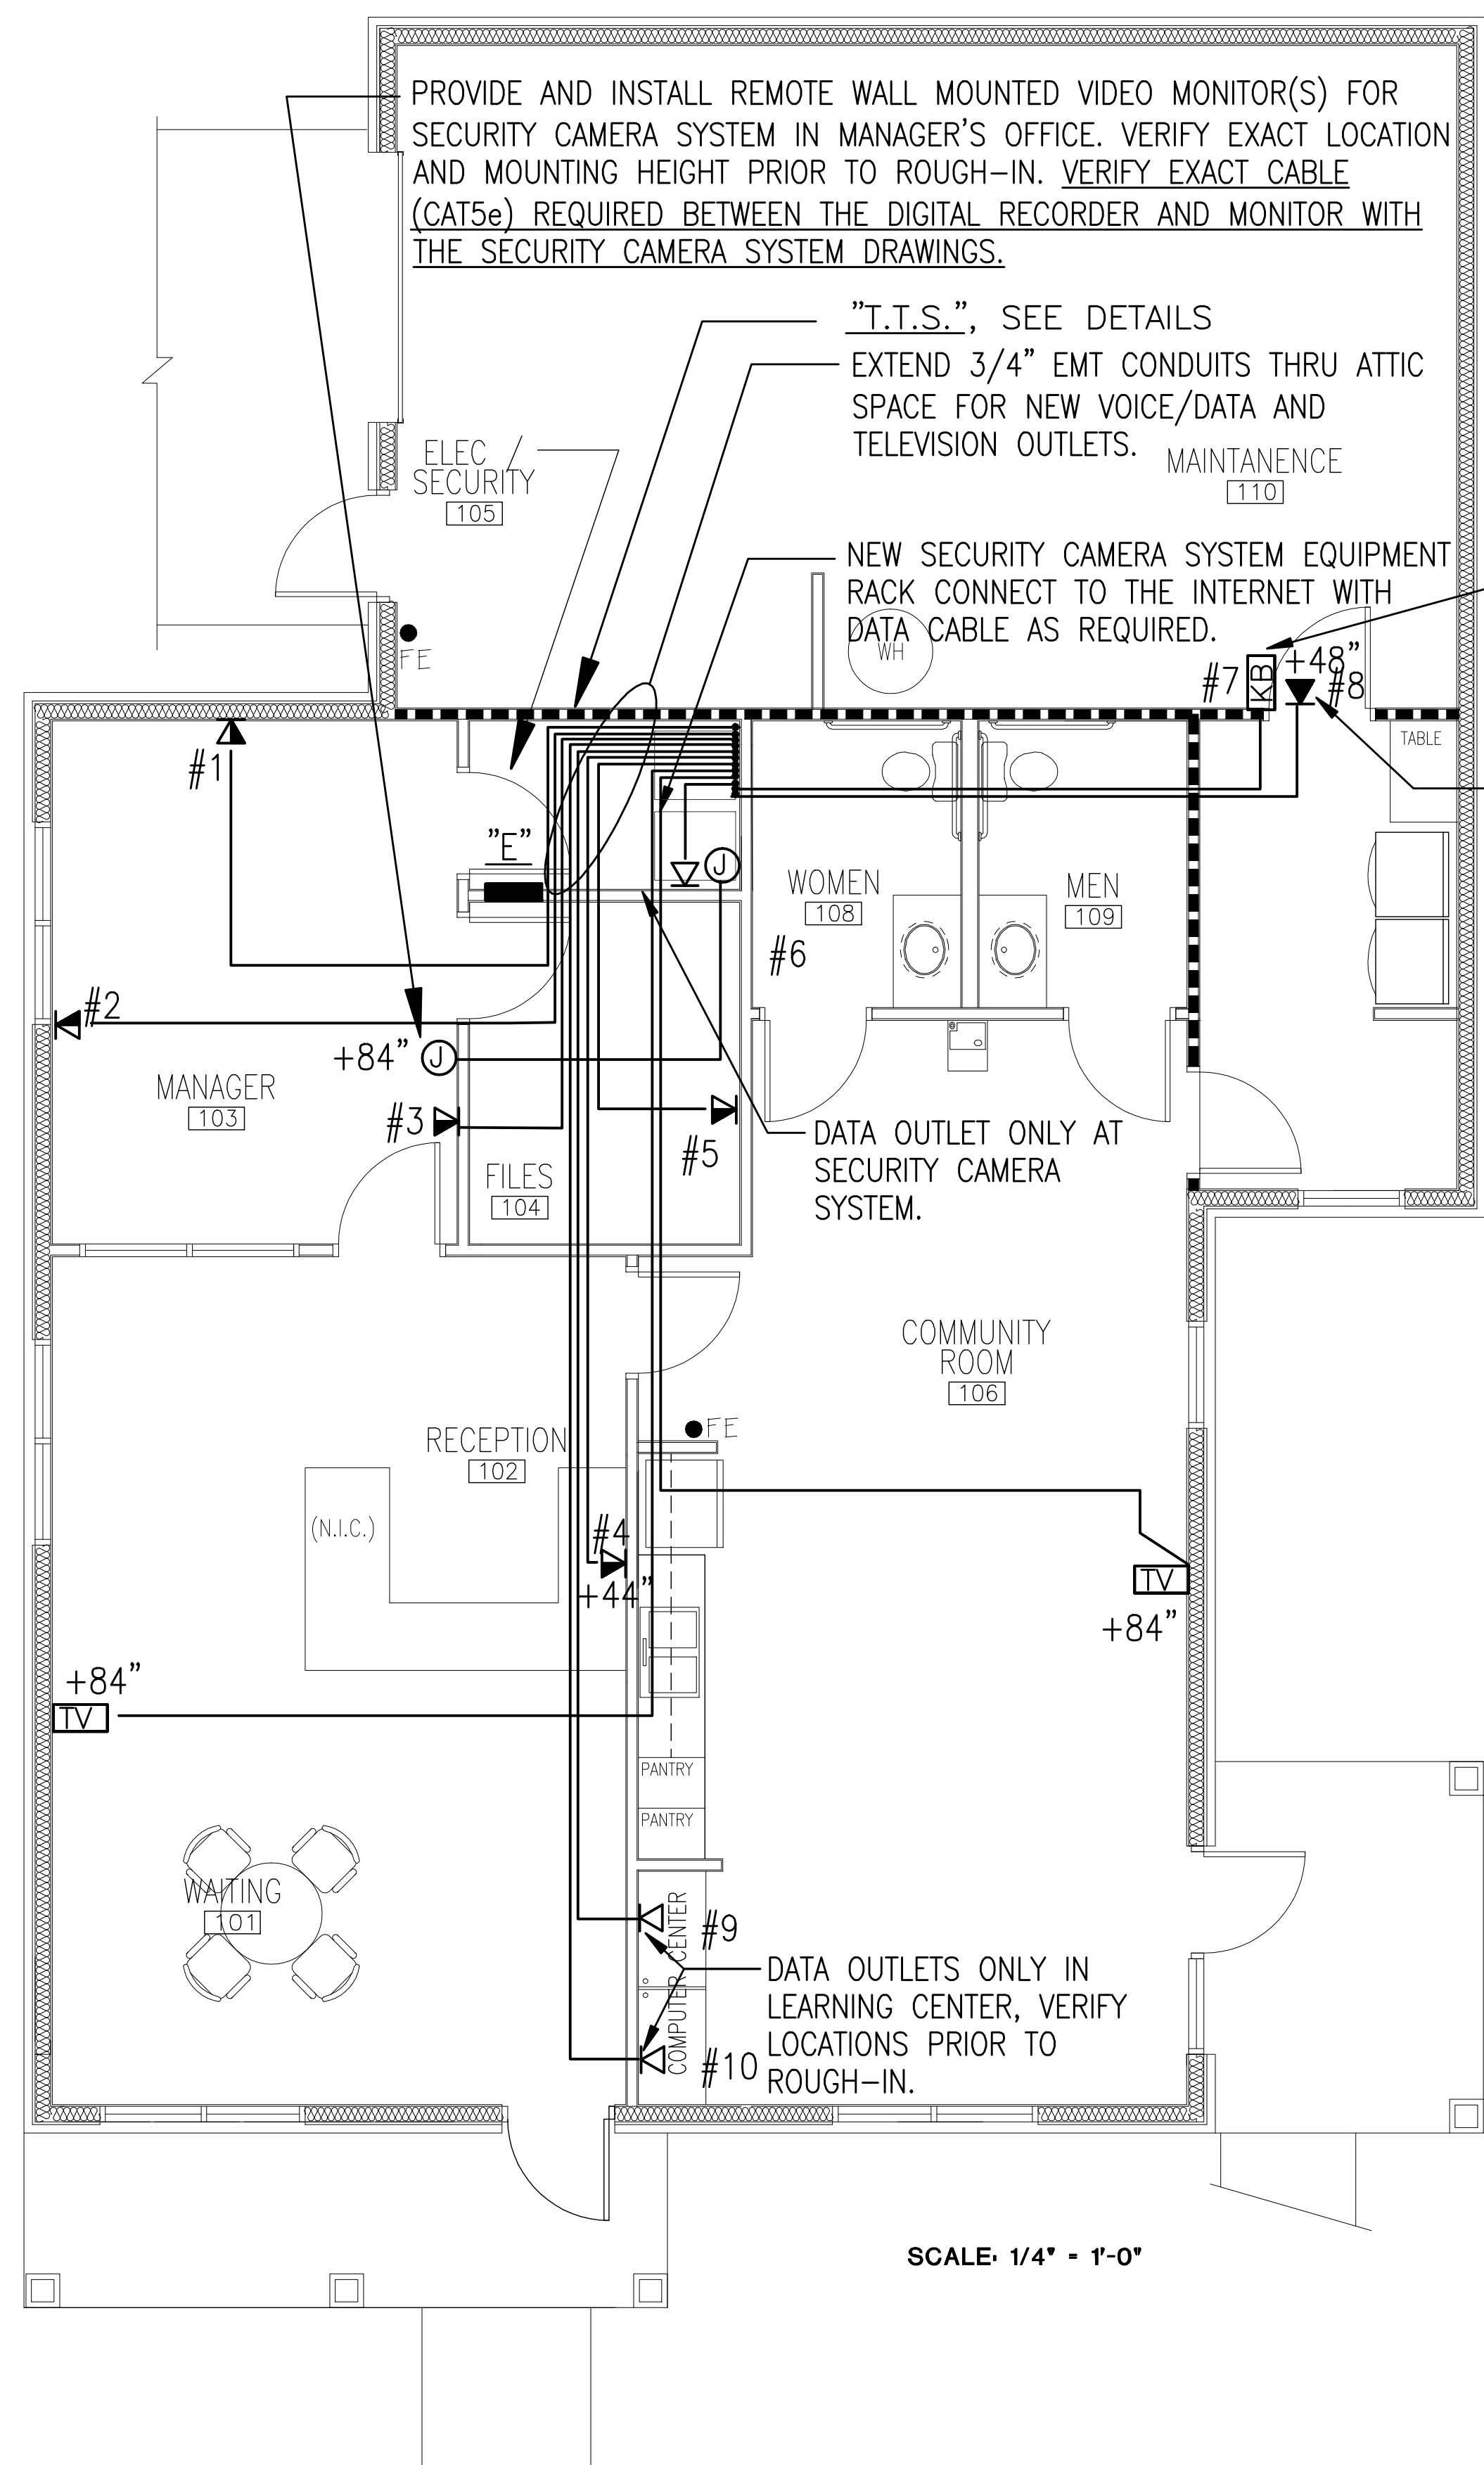 PROVIDE AND INSTALL REMOTE WALL MOUNTED VIDEO MONITOR(S) FOR
SECURITY CAMERA SYSTEM IN MANAGER'S OFFICE. VERIFY EXACT LOCATION
AND MOUNTING HEIGHT PRIOR TO ROUGH-IN. VERIFY EXACT CABLE
(CAT5e) REQUIRED BETWEEN THE DIGITAL RECORDER AND MONITOR WITH
THE SECURITY CAMERA SYSTEM DRAWINGS.
"T.T.S.", SEE DETAILS
EXTEND 3/4" EMT CONDUITS THRU ATTIC
SPACE FOR NEW VOICE/DATA AND
TELEVISION OUTLETS.
ELEC /
SECURITY
105
MAINTANENCE
110
NEW SECURITY CAMERA SYSTEM EQUIPMENT
RACK CONNECT TO THE INTERNET WITH
DATA CABLE AS REQUIRED.
WH
FE
#7
KB
+48"
#8
TABLE
#1
"E"
J
WOMEN
108
MEN
109
#6
#2
+84"
J
MANAGER
103
#3
#5
FILES
104
DATA OUTLET ONLY AT
SECURITY CAMERA
SYSTEM.
COMMUNITY
ROOM
106
FE
RECEPTION
102
(N.I.C.)
#4
+44"
TV
+84"
+84"
TV
PANTRY
PANTRY
WAITING
101
COMPUTER CENTER
#9
DATA OUTLETS ONLY IN
LEARNING CENTER, VERIFY
LOCATIONS PRIOR TO
ROUGH-IN.
#10
SCALE: 1/4" = 1'-0"